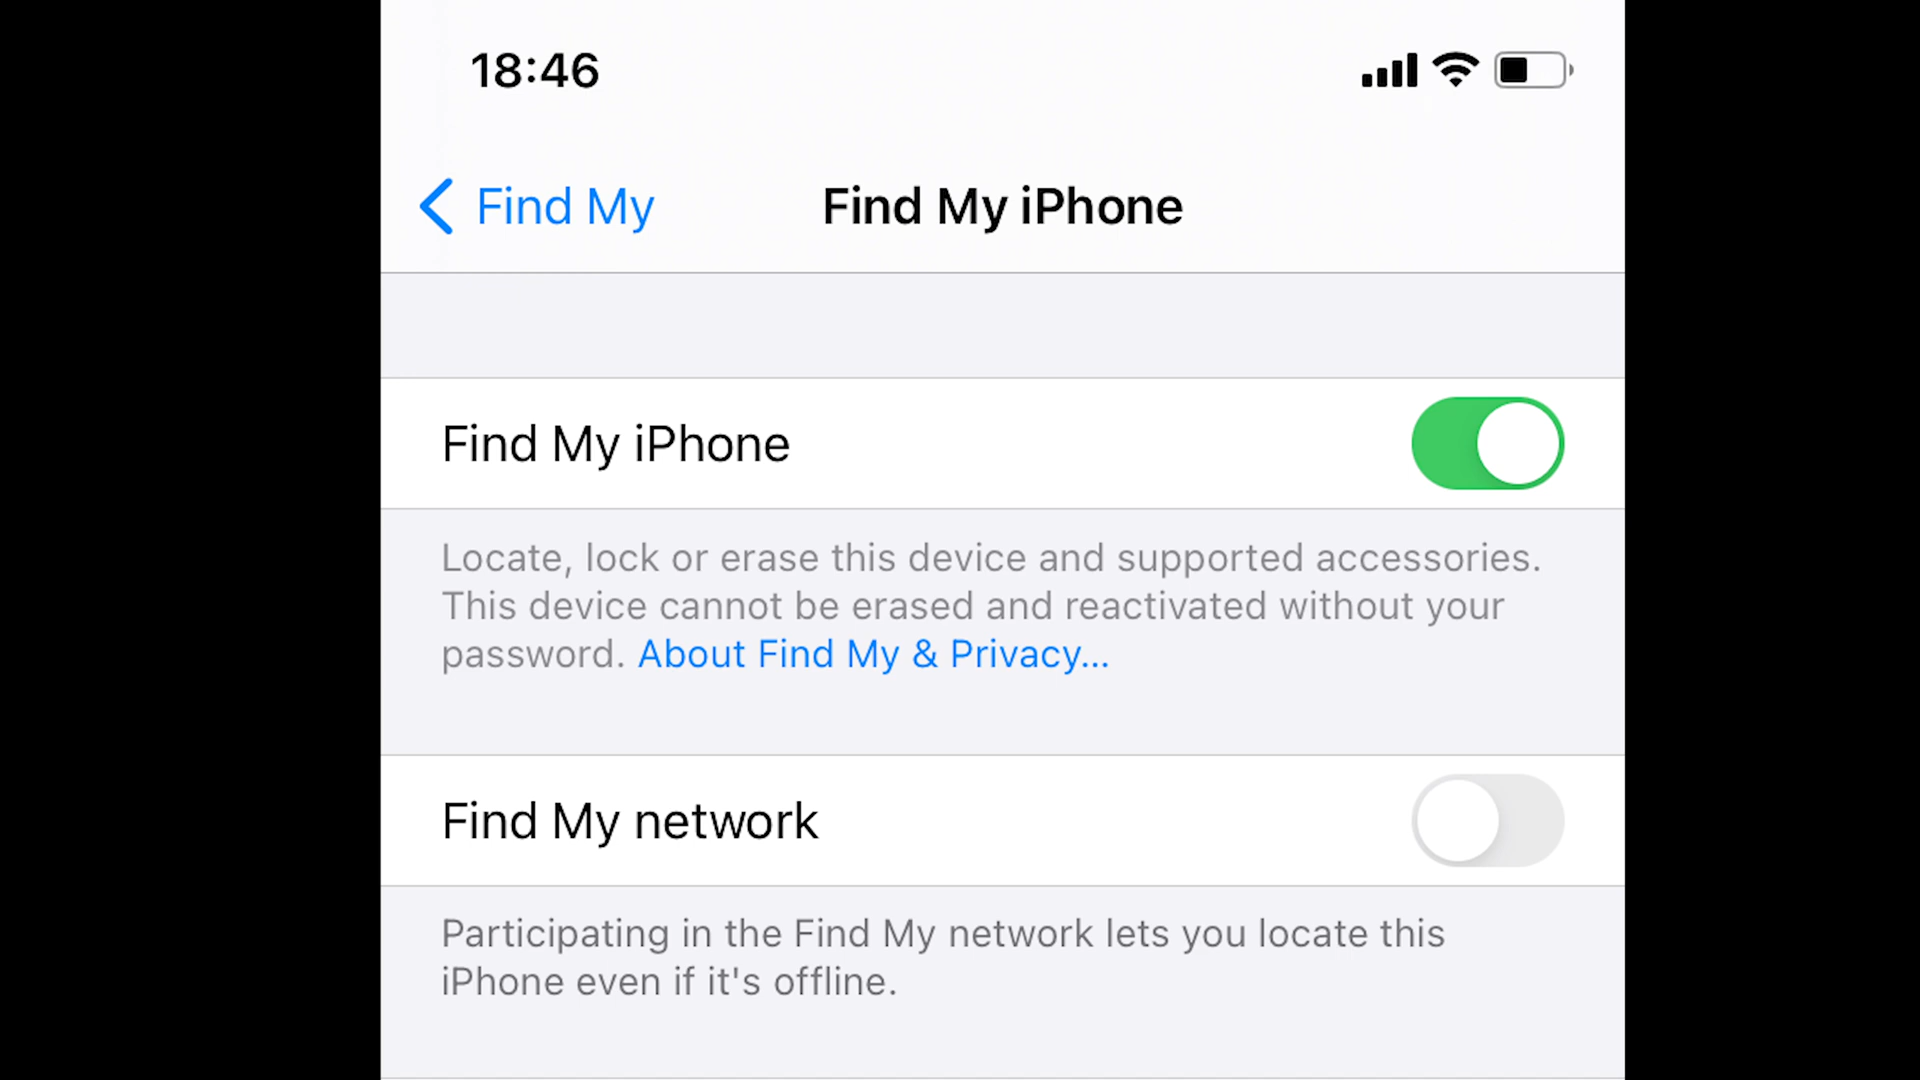 18:46
Find My
Find My iPhone
Find My iPhone
Locate, lock or erase this device and supported accessories.
This device cannot be erased and reactivated without your
password. About Find My & Privacy...
Find My network
Participating in the Find My network lets you locate this
iPhone even if it's offline.